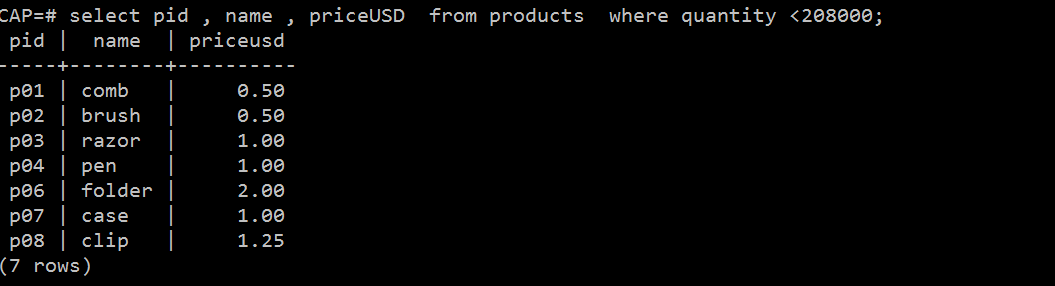 CAP=# select pid , name , priceUSD  from products  where quantity <208000;
 pid |  name  | priceusd
-----+--------+----------
 p01 | comb   |     0.50
 p02 | brush  |     0.50
 p03 | razor  |     1.00
 p04 | pen    |     1.00
 p06 | folder |     2.00
 p07 | case   |     1.00
 p08 | clip   |     1.25
(7 rows)